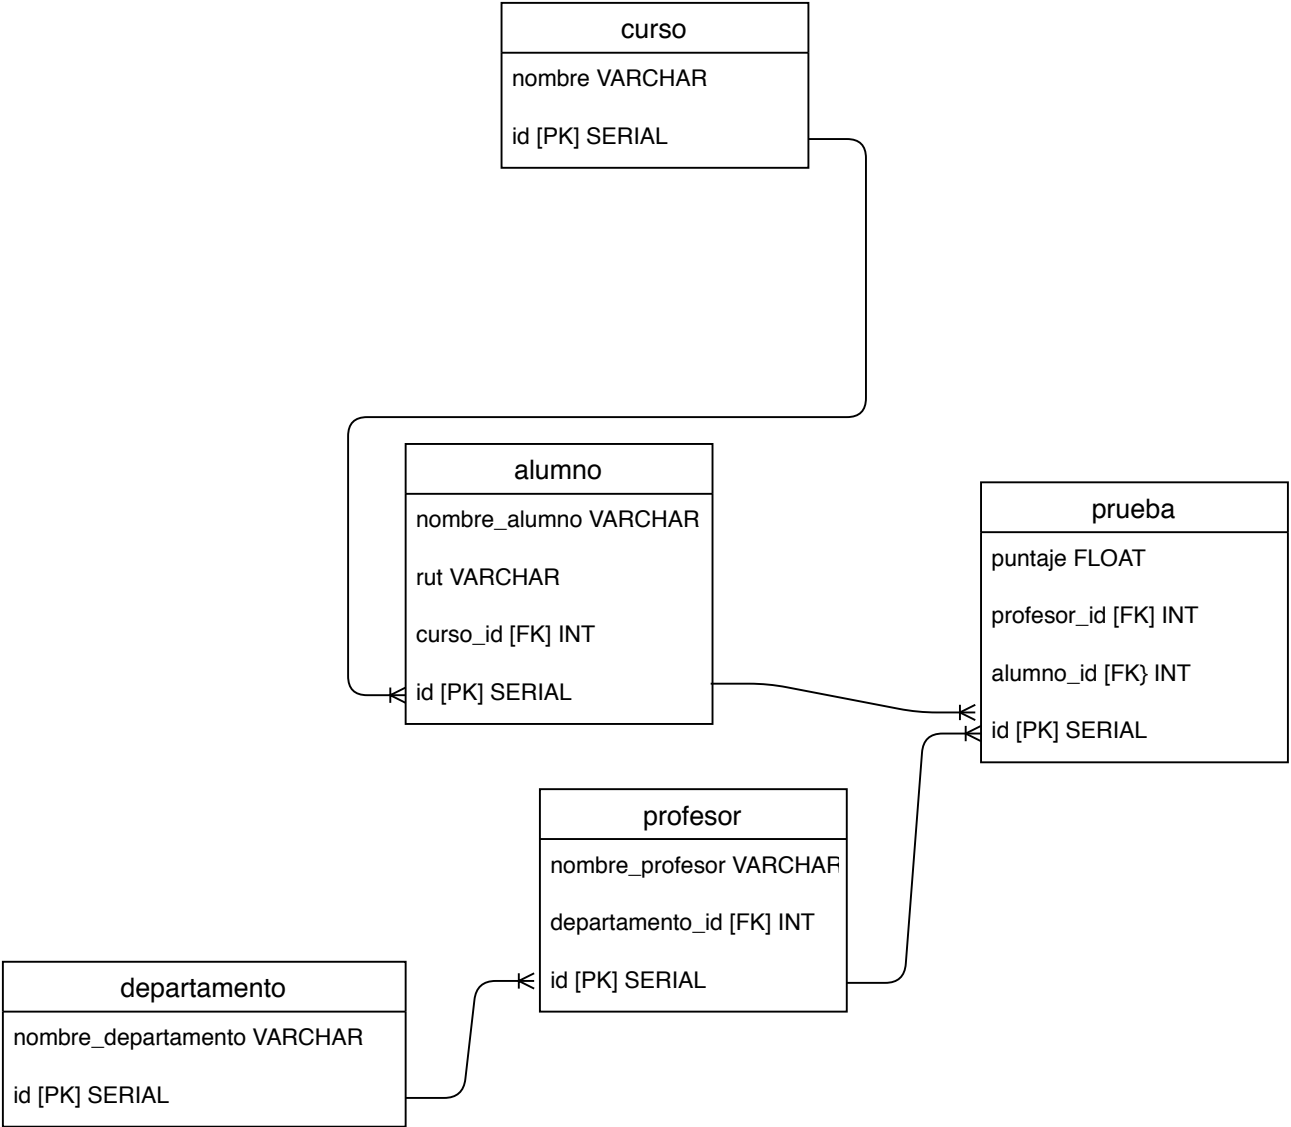 curso
nombre VARCHAR
id [PK] SERIAL
alumno
nombre_alumno VARCHAR
rut VARCHAR
curso_id [FK] INT
id [PK] SERIAL
prueba
puntaje FLOAT
profesor_id [FK] INT
alumno_id [FK} INT
id [PK] SERIAL
profesor
nombre_profesor VARCHAR
departamento_id [FK] INT
id [PK] SERIAL
departamento
nombre_departamento VARCHAR
id [PK] SERIAL